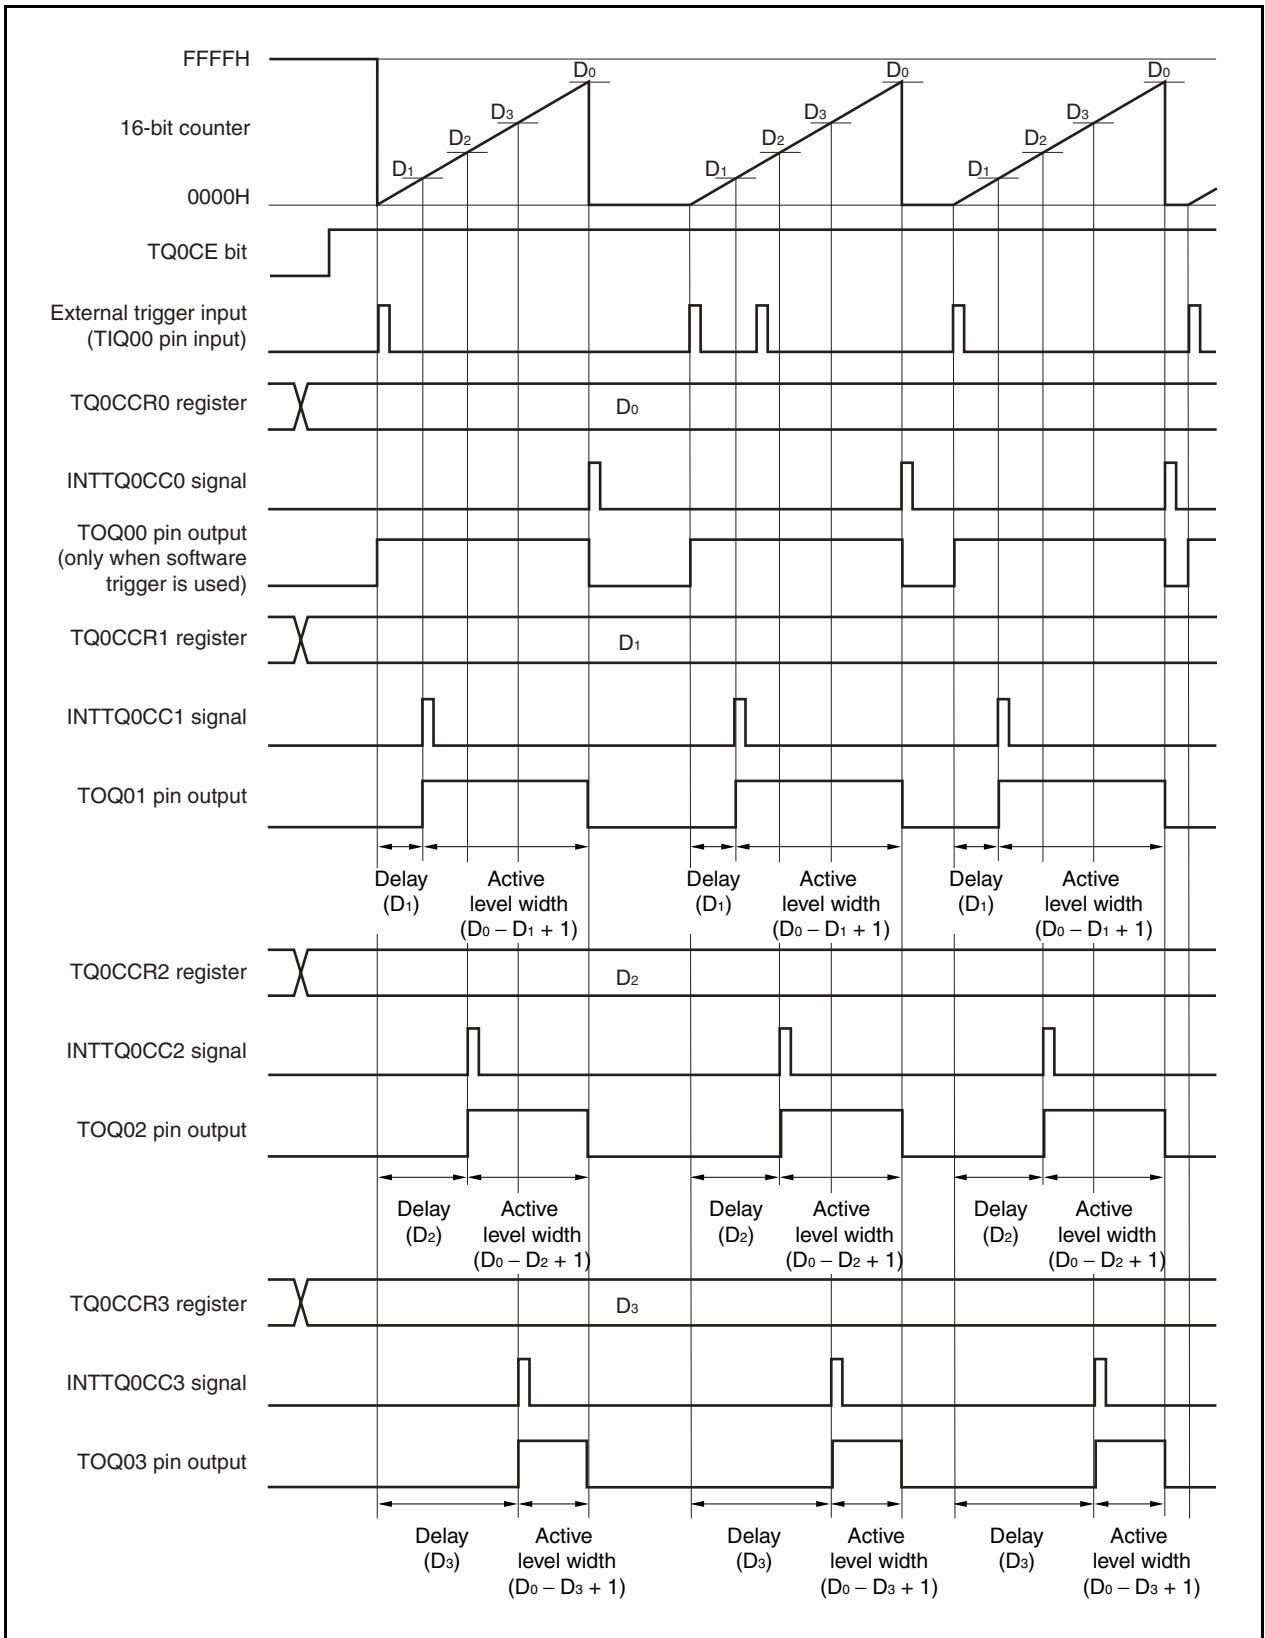 FFFFH
D0 D0 D0
D3 D3 D3
16-bit counter
D2 D2 D2
D1 D1 D1
0000H
TQ0CE bit
External trigger input
(TIQ00 pin input)
TQ0CCR0 register
D0
INTTQ0CC0 signal
TOQ00 pin output
(only when software
trigger is used)
TQ0CCR1 register
D1
INTTQ0CC1 signal
TOQ01 pin output
Delay Active Delay Active Delay Active
(D1) level width (D1) level width (D1) level width
(D0 – D1 + 1) (D0 – D1 + 1) (D0 – D1 + 1)
TQ0CCR2 register
D2
INTTQ0CC2 signal
TOQ02 pin output
Delay Active Delay Active Delay Active
(D2) level width (D2) level width (D2) level width
(D0 – D2 + 1) (D0 – D2 + 1) (D0 – D2 + 1)
TQ0CCR3 register
D3
INTTQ0CC3 signal
TOQ03 pin output
Delay Active Delay Active Delay Active
(D3) level width (D3) level width (D3) level width
(D0 – D3 + 1) (D0 – D3 + 1) (D0 – D3 + 1)